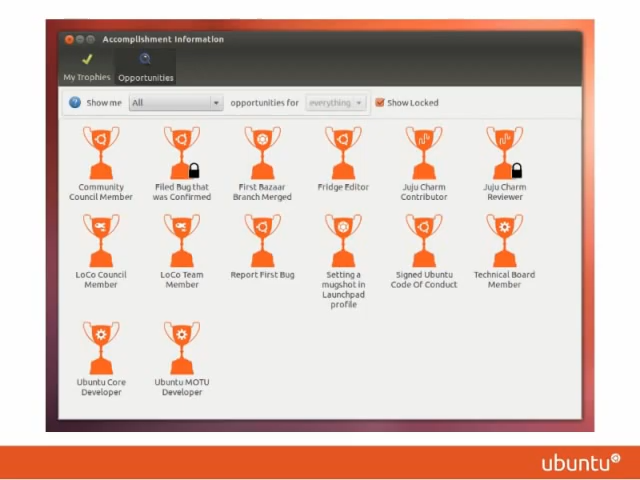 Accomplishment Information
My Trophies
Opportunities
Show me
All
opportunities for
everything
Show Locked
Community
Council Member
Filed Bug that
was Confirmed
First Bazaar
Branch Merged
Fridge Editor
Juju Charm
Contributor
Juju Charm
Reviewer
LoCo Council
Member
LoCo Team
Member
Report First Bug
Setting a
mugshot in
Launchpad
profile
Signed Ubuntu
Code Of Conduct
Technical Board
Member
Ubuntu Core
Developer
Ubuntu MOTU
Developer
ubuntu